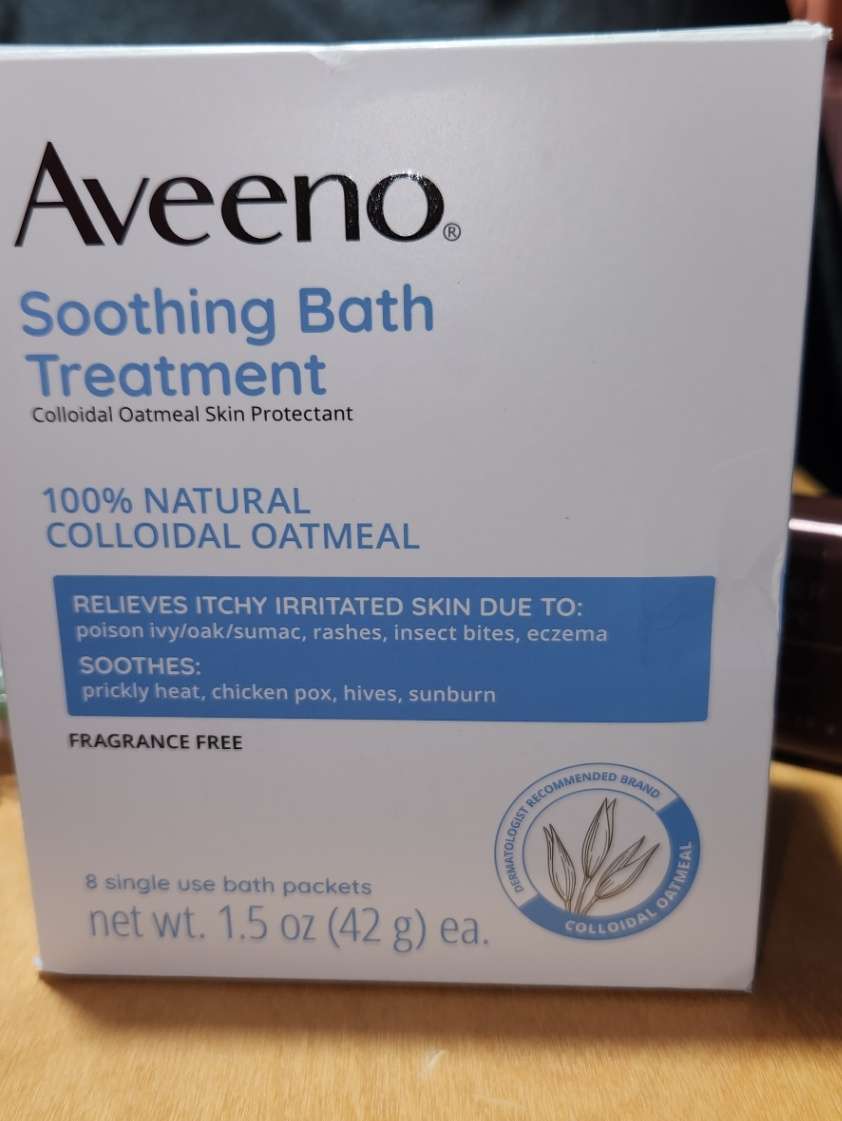 Aveeno®
Soothing Bath
Treatment
Colloidal Oatmeal Skin Protectant
100% NATURAL
COLLOIDAL OATMEAL
RELIEVES ITCHY IRRITATED SKIN DUE TO:
poison ivy/oak/sumac, rashes, insect bites, eczema
SOOTHES:
prickly heat, chicken pox, hives, sunburn
FRAGRANCE FREE
DERMATOLOGIST RECOMMENDED BRAND
COLLOIDAL OATMEAL
8 single use bath packets
net wt. 1.5 oz (42 g) ea.